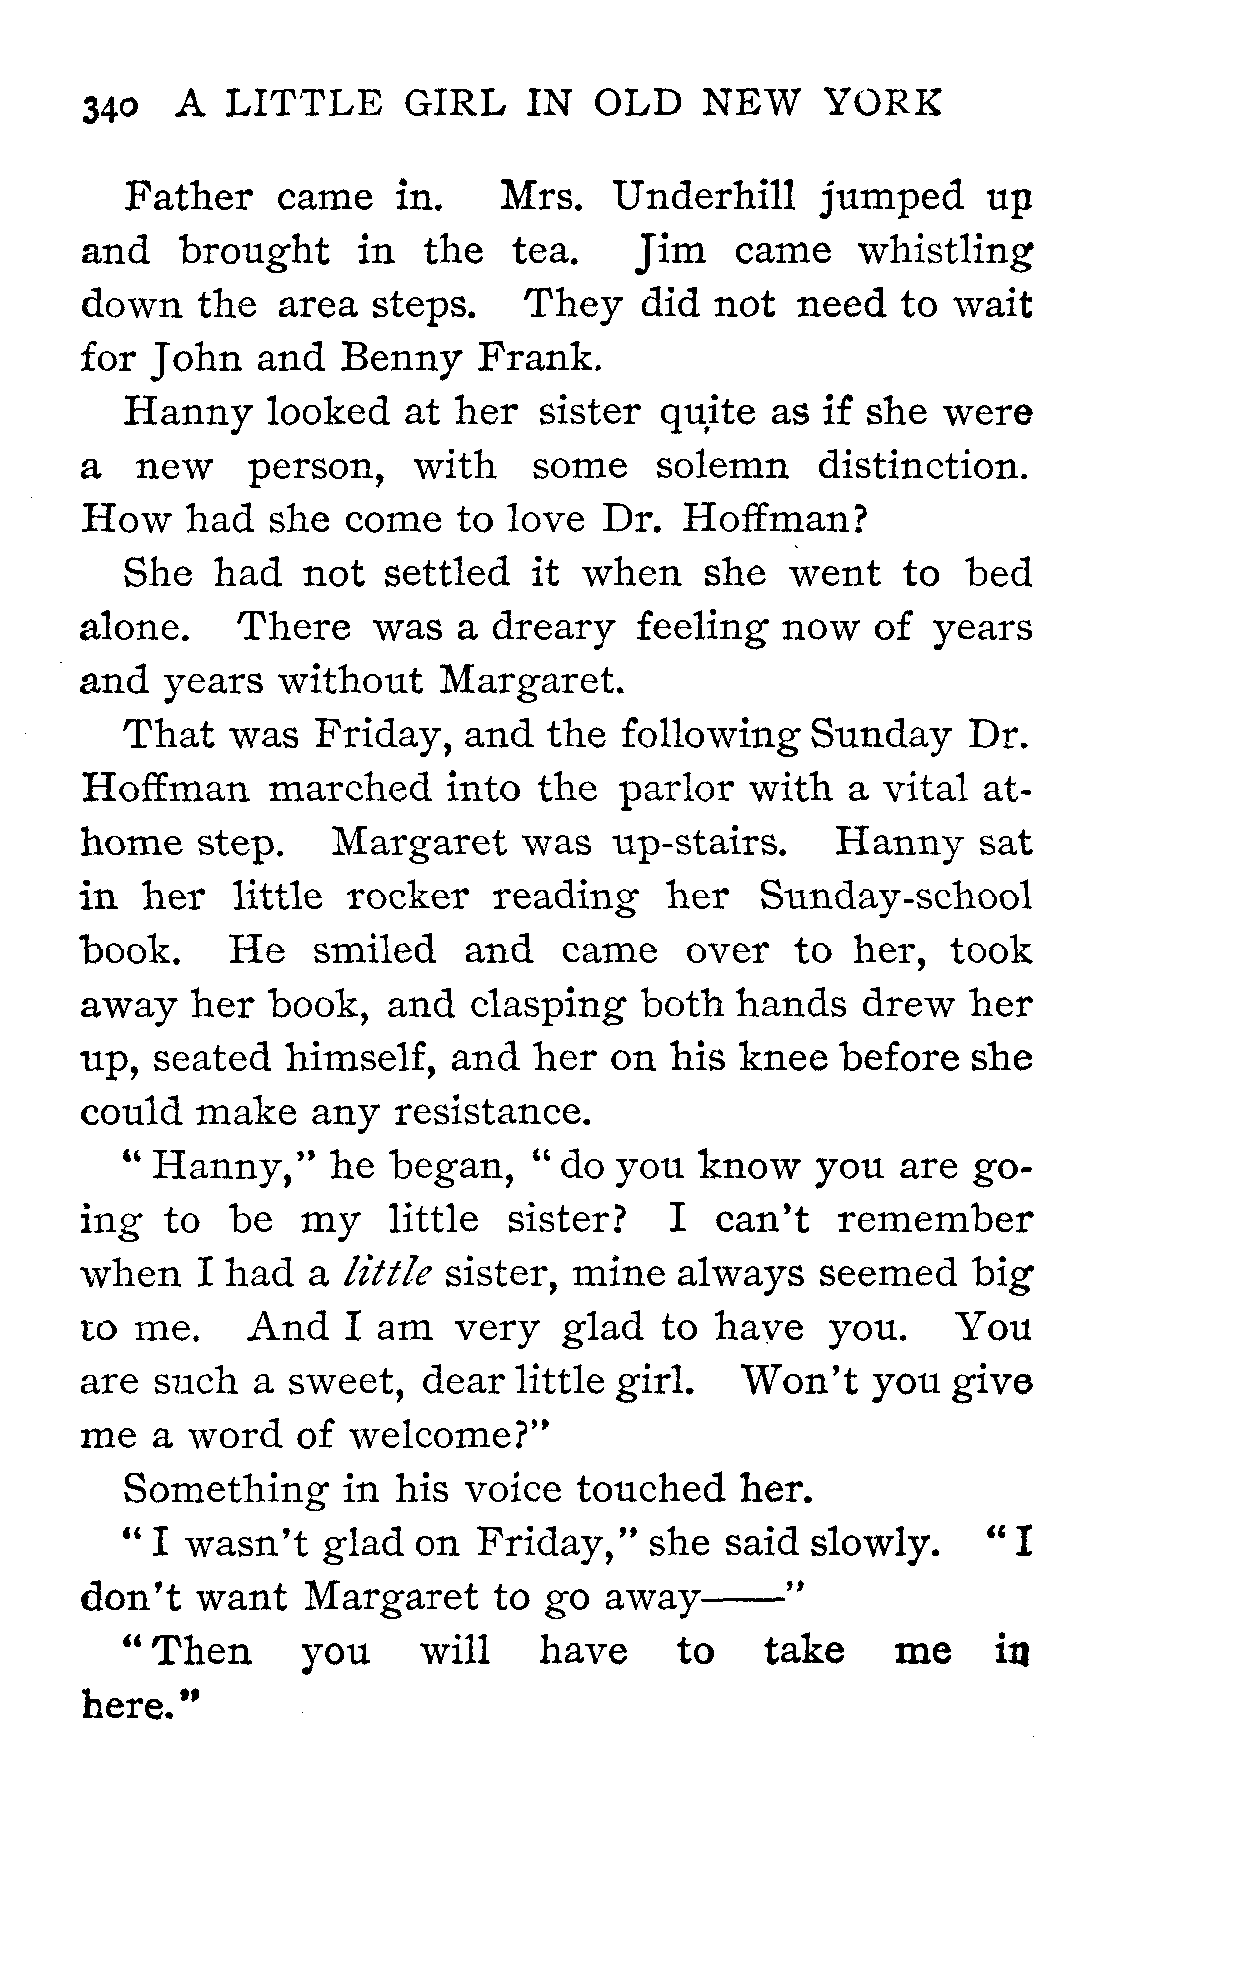 340 A LITTLE GIRL IN OLD NEW YORK
Father came in. Mrs. Underhill jumped up
and brought in the tea. Jim came whistling
down the area steps. They did not need to wait
for John and Benny Frank.
Hanny looked at her sister quite as if she were
a new person, with some solemn distinction.
How had she come to love Dr. Hoffman?
She had not settled it when she went to bed
alone. There was a dreary feeling now of years
and years without Margaret.
That was Friday, and the following Sunday Dr.
Hoffman marched into the parlor with a vital at-
home step. Margaret was up-stairs. Hanny sat
in her little rocker reading her Sunday-school
book. He smiled and came over to her, took
away her book, and clasping both hands drew her
up, seated himself, and her on his knee before she
could make any resistance.
" Hanny," he began, " do you know you are go-
ing to be my little sister? I can't remember
when I had a little sister, mine always seemed big
to me. And I am very glad to have you. You
are such a sweet, dear little girl. Won't you give
me a word of welcome?"
Something in his voice touched her.
" I wasn't glad on Friday," she said slowly. " I
don't want Margaret to go away——"
" Then you will have to take me in
here."